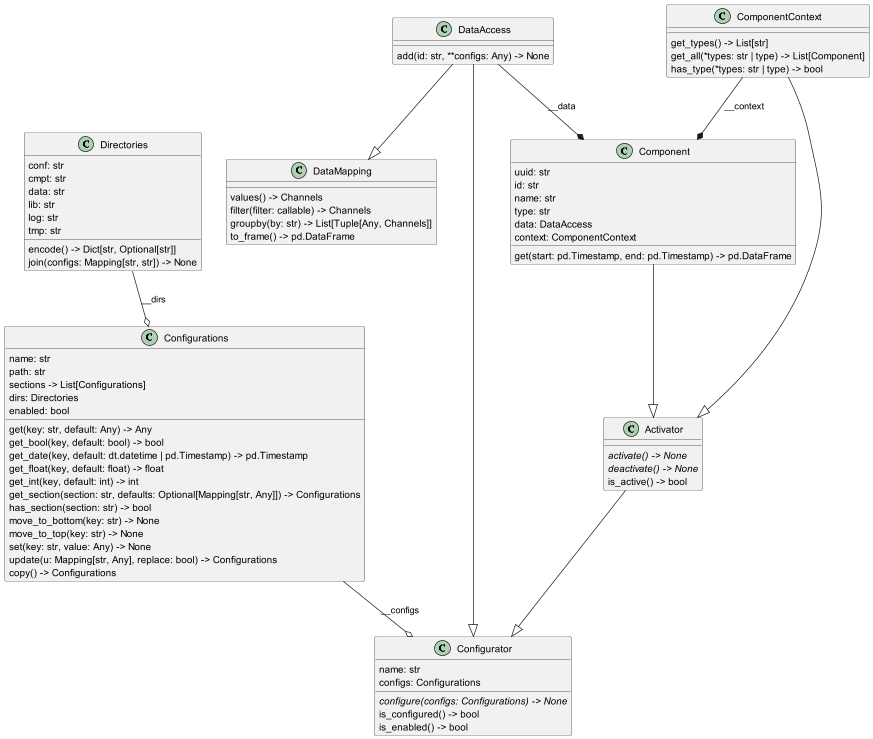 C DataAccess
add(id: str, **configs: Any) -> None
C ComponentContext
get_types() -> List[str]
get_all(*types: str | type) -> List[Component]
has_type(*types: str | type) -> bool
__data
__context
C Directories
conf: str
cmpt: str
data: str
lib: str
log: str
tmp: str
encode() -> Dict[str, Optional[str]]
join(configs: Mapping[str, str]) -> None
C DataMapping
values() -> Channels
filter(filter: callable) -> Channels
groupby(by: str) -> List[Tuple[Any, Channels]]
to_frame() -> pd.DataFrame
C Component
uuid: str
id: str
name: str
type: str
data: DataAccess
context: ComponentContext
get(start: pd.Timestamp, end: pd.Timestamp) -> pd.DataFrame
__dirs
C Configurations
name: str
path: str
sections -> List[Configurations]
dirs: Directories
enabled: bool
get(key: str, default: Any) -> Any
get_bool(key, default: bool) -> bool
get_date(key, default: dt.datetime | pd.Timestamp) -> pd.Timestamp
get_float(key, default: float) -> float
get_int(key, default: int) -> int
get_section(section: str, defaults: Optional[Mapping[str, Any]]) -> Configurations
has_section(section: str) -> bool
move_to_bottom(key: str) -> None
move_to_top(key: str) -> None
set(key: str, value: Any) -> None
update(u: Mapping[str, Any], replace: bool) -> Configurations
copy() -> Configurations
C Activator
activate() -> None
deactivate() -> None
is_active() -> bool
__configs
C Configurator
name: str
configs: Configurations
configure(configs: Configurations) -> None
is_configured() -> bool
is_enabled() -> bool